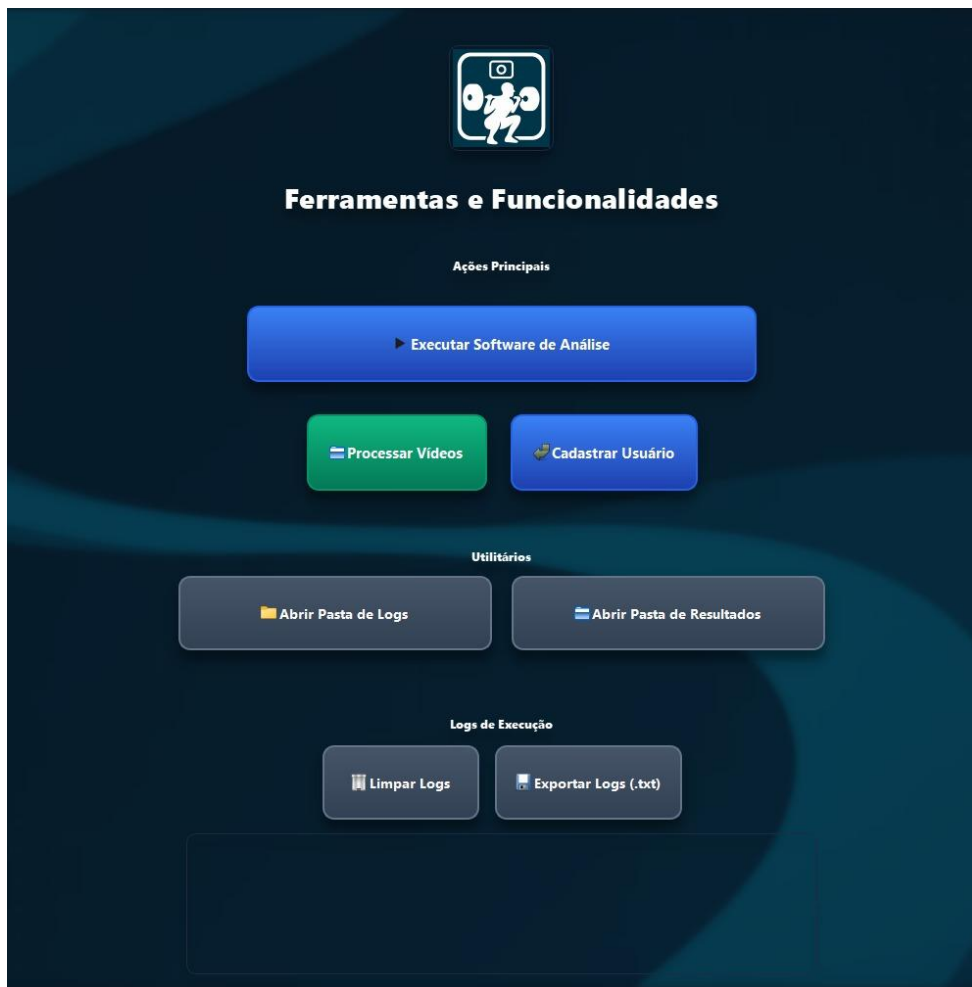 Ferramentas e Funcionalidades
Ações Principais
Executar Software de Análise
Processar Vídeos
Cadastrar Usuário
Utilitários
Abrir Pasta de Logs
Abrir Pasta de Resultados
Logs de Execução
Limpar Logs
Exportar Logs (.txt)